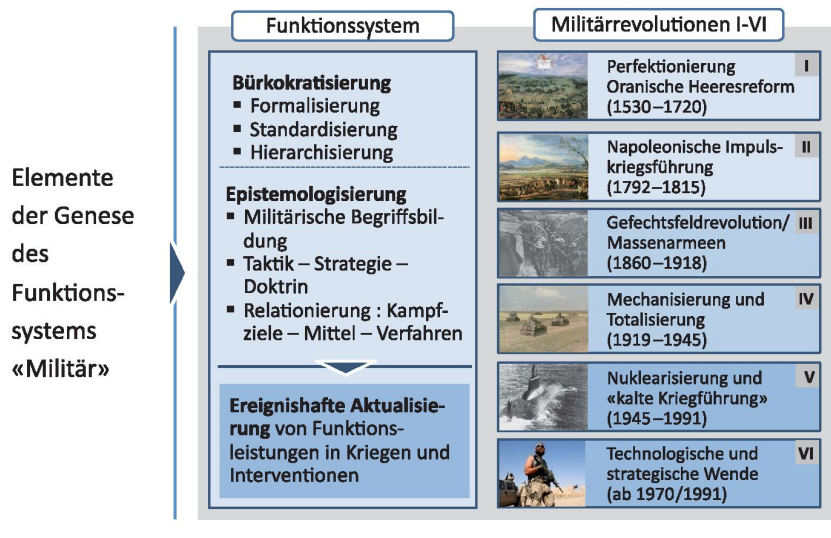 Elemente
der Genese
des
Funktions-
systems
«Militär»
Funktionssystem
Bürkokratisierung
▪ Formalisierung
▪ Standardisierung
▪ Hierarchisierung
Epistemologisierung
▪ Militärische Begriffsbil-
dung
▪ Taktik – Strategie –
Doktrin
▪ Relationierung : Kampf-
ziele – Mittel – Verfahren
Ereignishafte Aktualisie-
rung von Funktions-
leistungen in Kriegen und
Interventionen
Militärrevolutionen I-VI
Perfektionierung I
Oranische Heeresreform
(1530–1720)
Napoleonische Impuls- II
kriegsführung
(1792–1815)
Gefechtsfeldrevolution/ III
Massenarmeen
(1860–1918)
Mechanisierung und IV
Totalisierung
(1919–1945)
Nuklearisierung und V
«kalte Kriegführung»
(1945–1991)
Technologische und VI
strategische Wende
(ab 1970/1991)